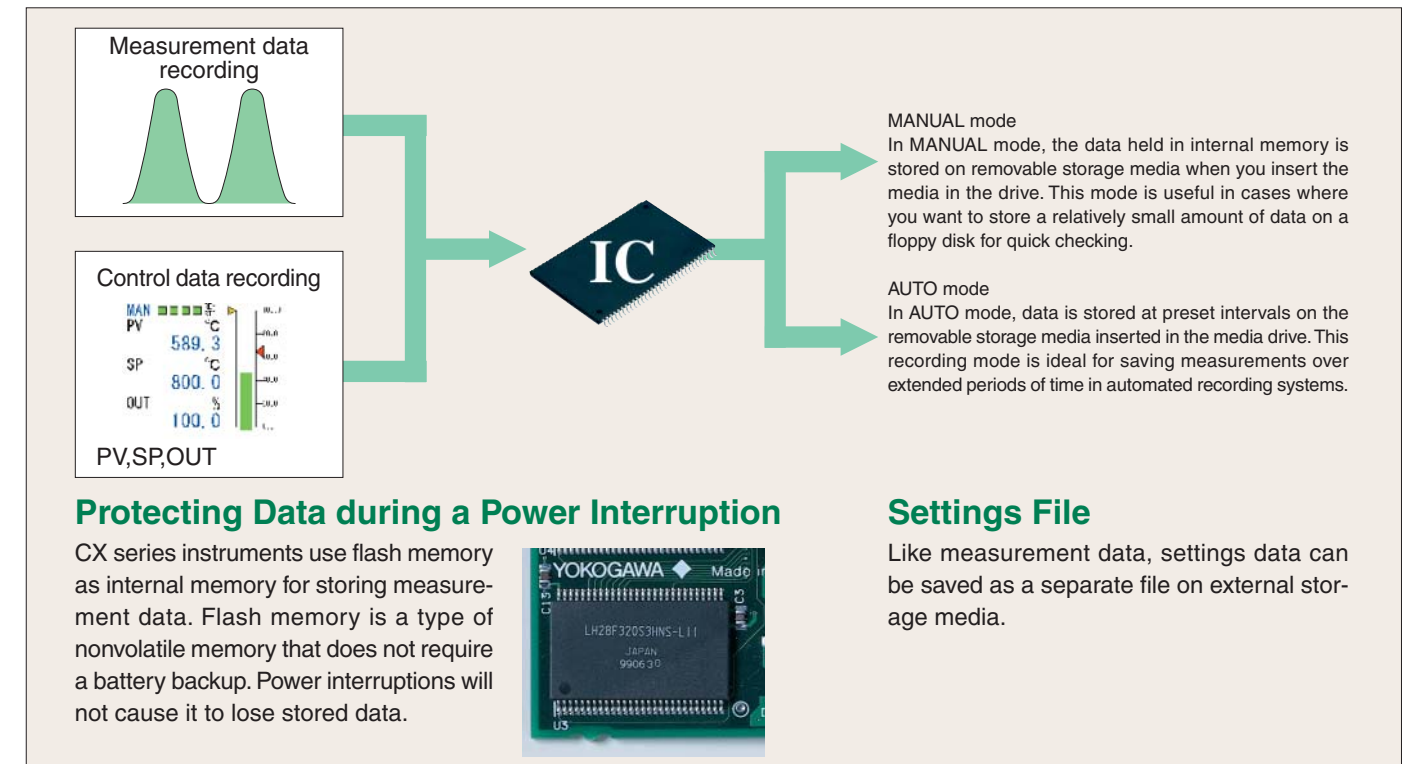 Measurement data
recording
Control data recording
MAN
PV °C
589.3
SP °C
800.0
OUT %
100.0
PV,SP,OUT
IC
MANUAL mode
In MANUAL mode, the data held in internal memory is
stored on removable storage media when you insert the
media in the drive. This mode is useful in cases where
you want to store a relatively small amount of data on a
floppy disk for quick checking.
AUTO mode
In AUTO mode, data is stored at preset intervals on the
removable storage media inserted in the media drive. This
recording mode is ideal for saving measurements over
extended periods of time in automated recording systems.
Protecting Data during a Power Interruption
CX series instruments use flash memory
as internal memory for storing measure-
ment data. Flash memory is a type of
nonvolatile memory that does not require
a battery backup. Power interruptions will
not cause it to lose stored data.
YOKOGAWA Made
C13
C3
LH28F320S3HNS-L11
JAPAN
9906 30
U3
Settings File
Like measurement data, settings data can
be saved as a separate file on external stor-
age media.